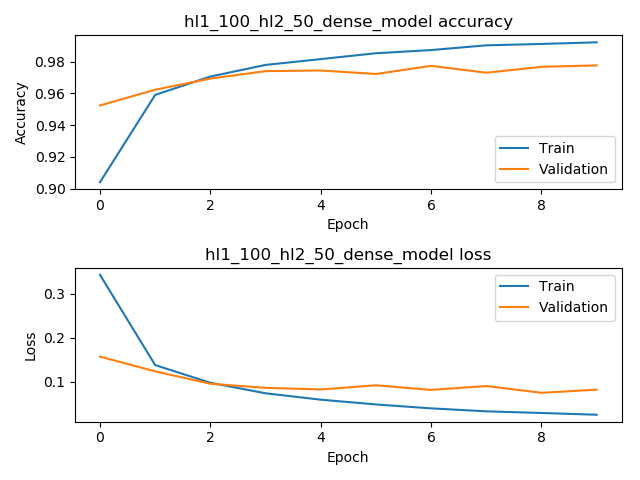 hl1_100_hl2_50_dense_model accuracy
0.98
0.96
0.94
0.92
0.90
Accuracy
Train
Validation
0 2 4 6 8
Epoch
hl1_100_hl2_50_dense_model loss
0.3
0.2
0.1
Loss
Train
Validation
0 2 4 6 8
Epoch